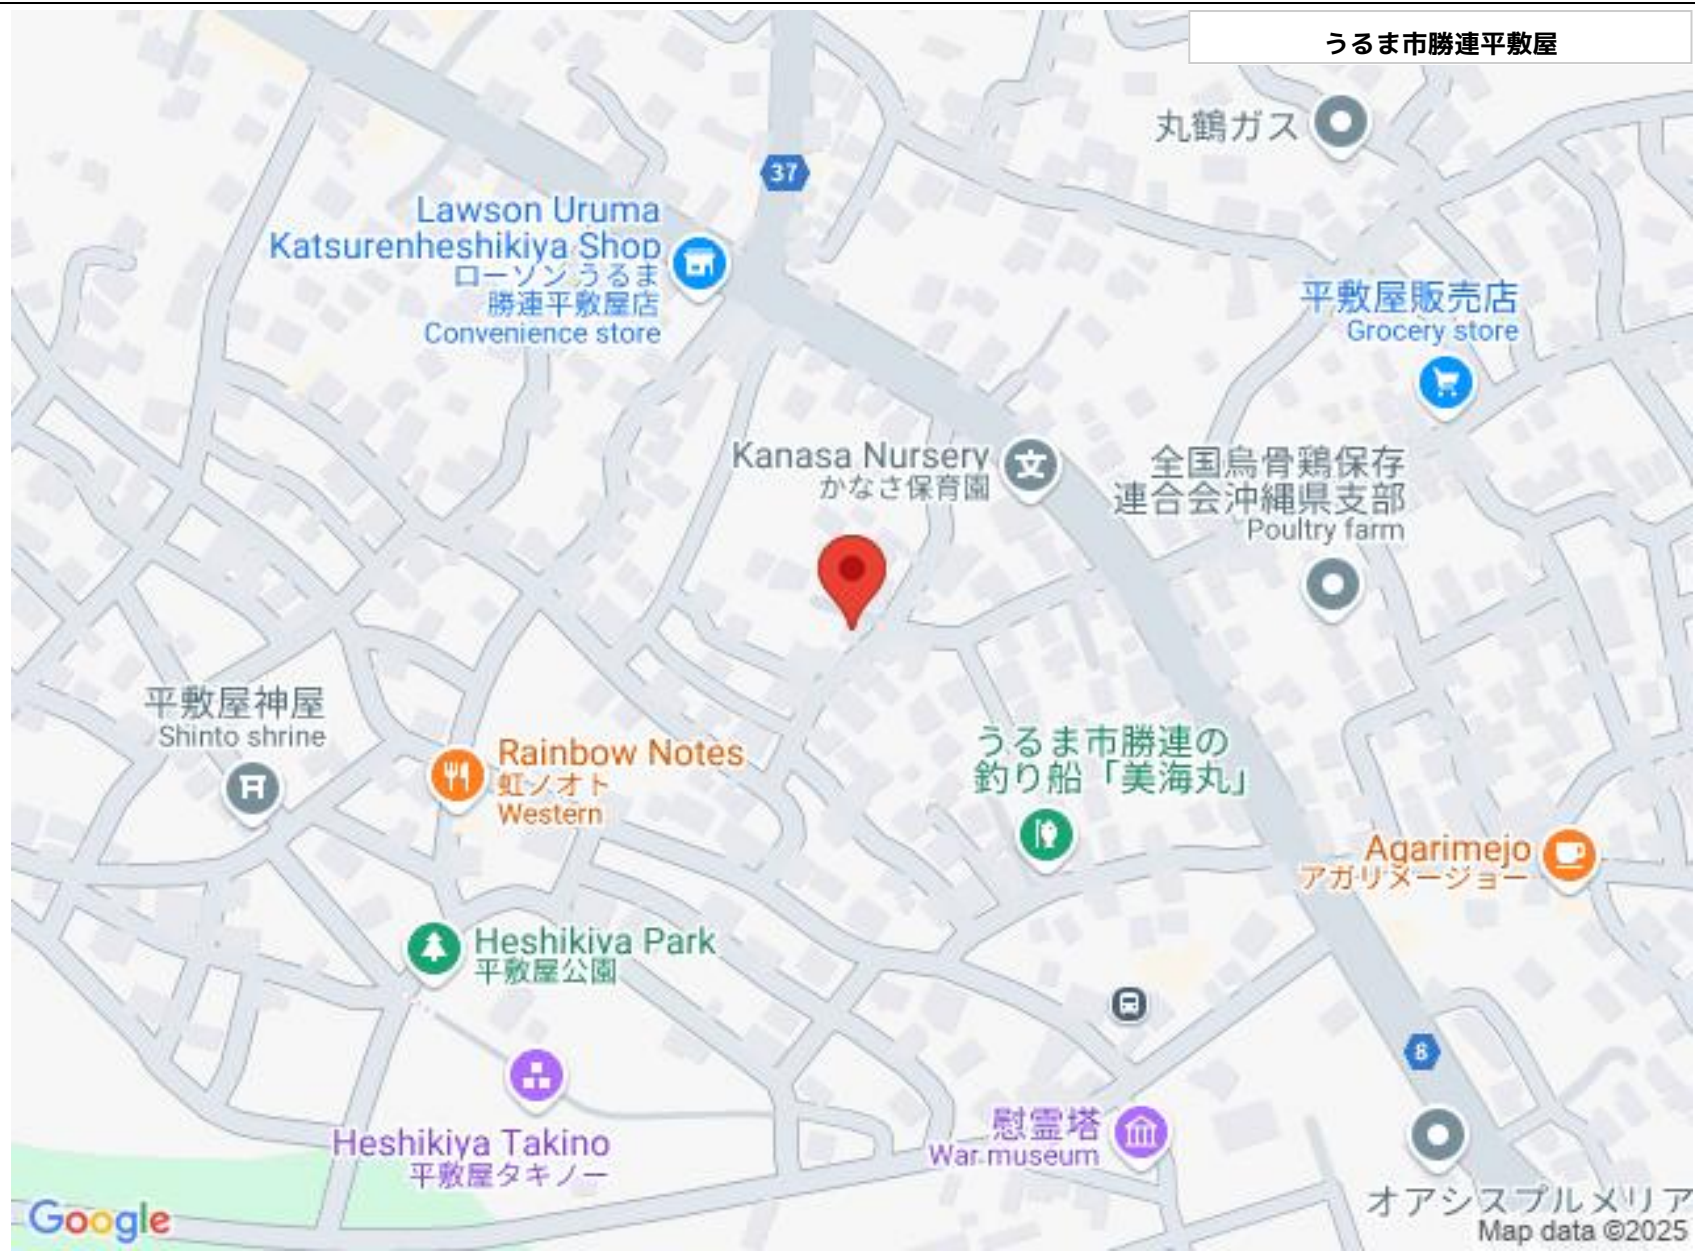 うるま市勝連平敷屋
丸鶴ガス
37
Lawson Uruma
Katsurenheshikiya Shop
ローソン うるま
勝連平敷屋店
Convenience store
平敷屋販売店
Grocery store
Kanasa Nursery
かなさ保育園
文
全国烏骨鶏保存
連合会沖縄県支部
Poultry farm
平敷屋神屋
Shinto shrine
Rainbow Notes
虹ノオト
Western
うるま市勝連の
釣り船「美海丸」
Agarimejo
アガリメージョー
Heshikiya Park
平敷屋公園
8
Heshikiya Takino
平敷屋タキノー
慰霊塔
War museum
オアシスプルメリア
Google
Map data ©2025